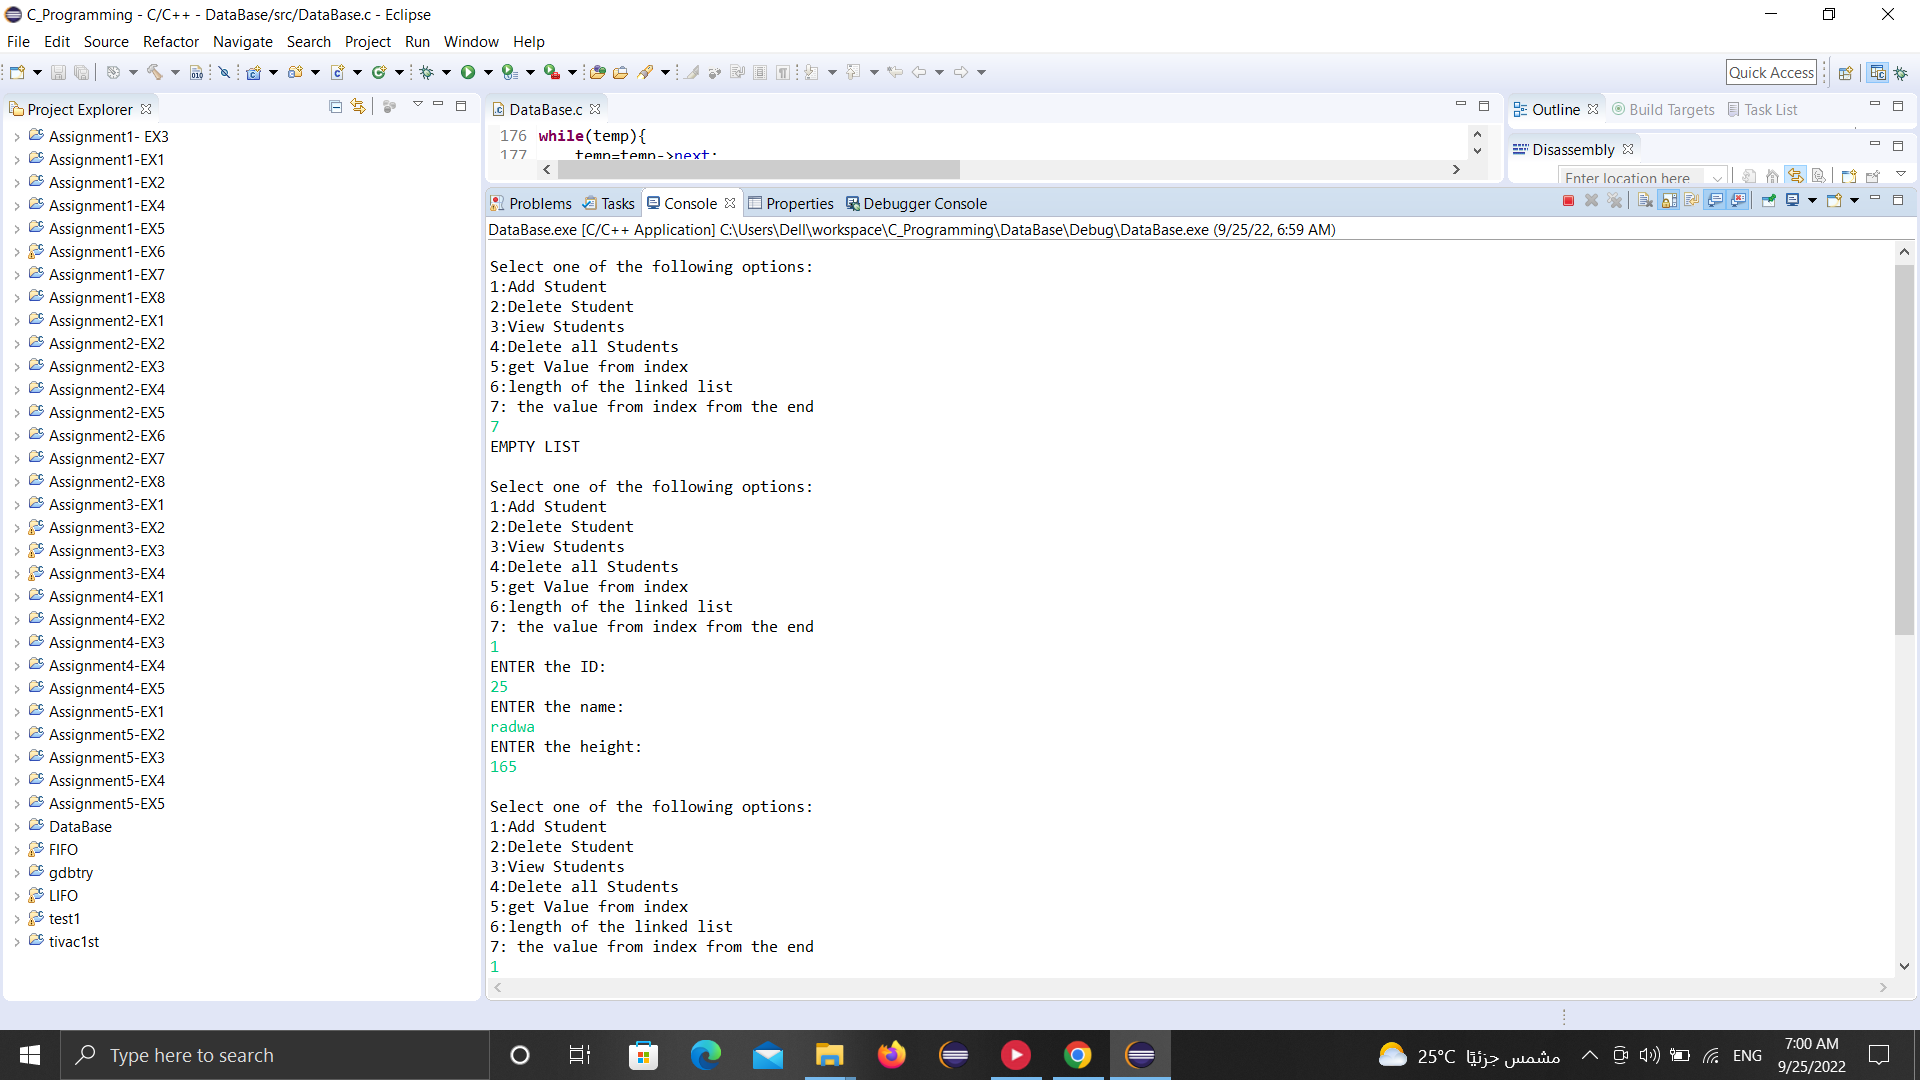 C_Programming - C/C++ - DataBase/src/DataBase.c - Eclipse
File Edit Source Refactor Navigate Search Project Run Window Help
Quick Access
Project Explorer
Assignment1- EX3
Assignment1-EX1
Assignment1-EX2
Assignment1-EX4
Assignment1-EX5
Assignment1-EX6
Assignment1-EX7
Assignment1-EX8
Assignment2-EX1
Assignment2-EX2
Assignment2-EX3
Assignment2-EX4
Assignment2-EX5
Assignment2-EX6
Assignment2-EX7
Assignment2-EX8
Assignment3-EX1
Assignment3-EX2
Assignment3-EX3
Assignment3-EX4
Assignment4-EX1
Assignment4-EX2
Assignment4-EX3
Assignment4-EX4
Assignment4-EX5
Assignment5-EX1
Assignment5-EX2
Assignment5-EX3
Assignment5-EX4
Assignment5-EX5
DataBase
FIFO
gdbtry
LIFO
test1
tivac1st
DataBase.c
176 while(temp){
177 temp=temp->next;
Outline Build Targets Task List
Disassembly
Enter location here
Problems Tasks Console Properties Debugger Console
DataBase.exe [C/C++ Application] C:\Users\Dell\workspace\C_Programming\DataBase\Debug\DataBase.exe (9/25/22, 6:59 AM)
Select one of the following options:
1:Add Student
2:Delete Student
3:View Students
4:Delete all Students
5:get Value from index
6:length of the linked list
7: the value from index from the end
7
EMPTY LIST
Select one of the following options:
1:Add Student
2:Delete Student
3:View Students
4:Delete all Students
5:get Value from index
6:length of the linked list
7: the value from index from the end
1
ENTER the ID:
25
ENTER the name:
radwa
ENTER the height:
165
Select one of the following options:
1:Add Student
2:Delete Student
3:View Students
4:Delete all Students
5:get Value from index
6:length of the linked list
7: the value from index from the end
1
Type here to search
25°C مشمس جزئيًا
ENG
7:00 AM
9/25/2022